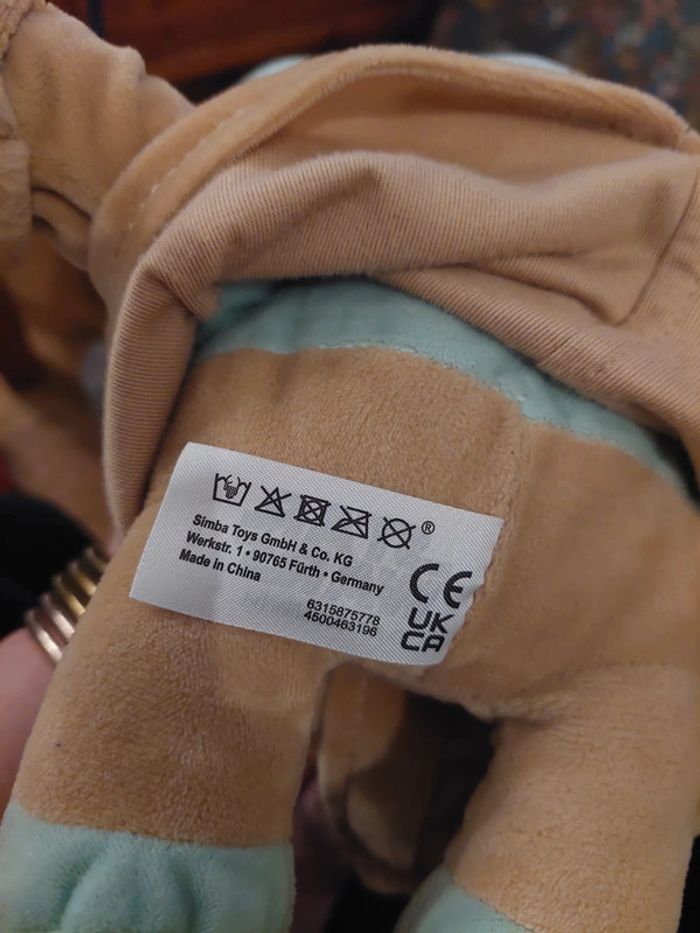 ®
Simba Toys GmbH & Co. KG
Werkstr. 1 • 90765 Fürth • Germany
Made in China
6315875778
4500463196
CE
UK
CA